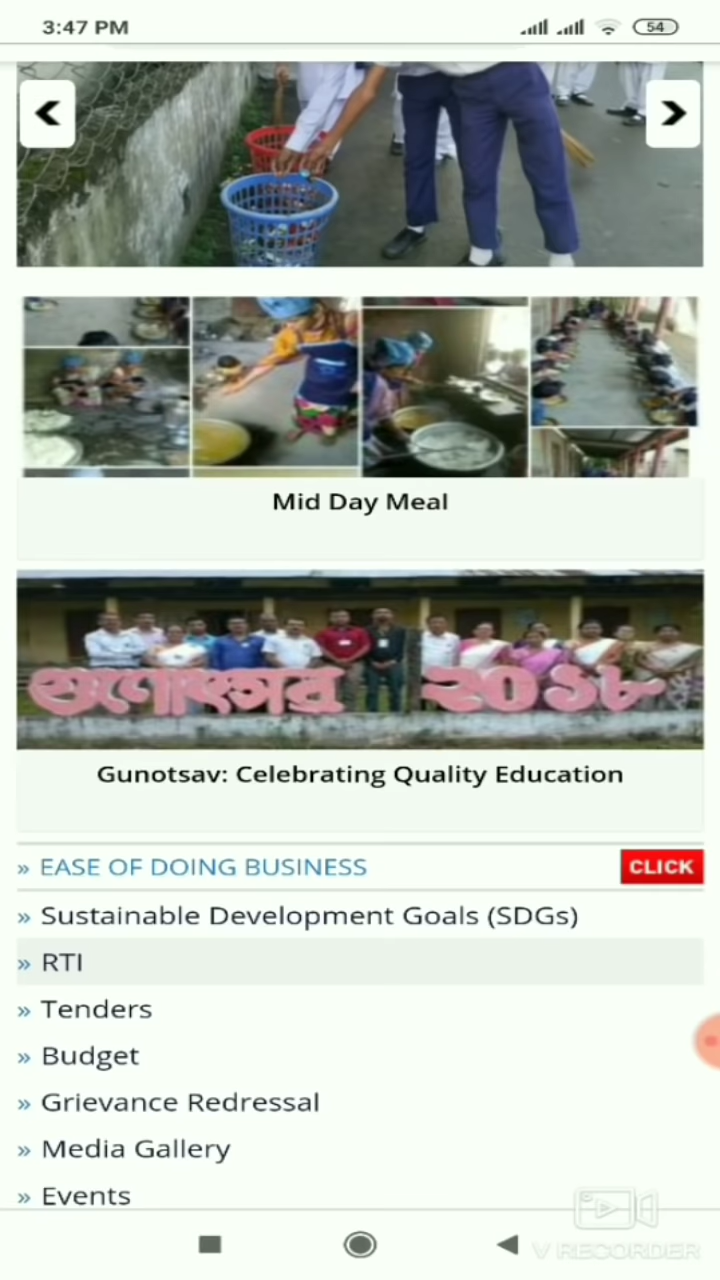 3:47 PM
54
Mid Day Meal
গুণোৎসৱ ২০১৮
Gunotsav: Celebrating Quality Education
» EASE OF DOING BUSINESS
CLICK
» Sustainable Development Goals (SDGs)
» RTI
» Tenders
» Budget
» Grievance Redressal
» Media Gallery
» Events
V RECORDER